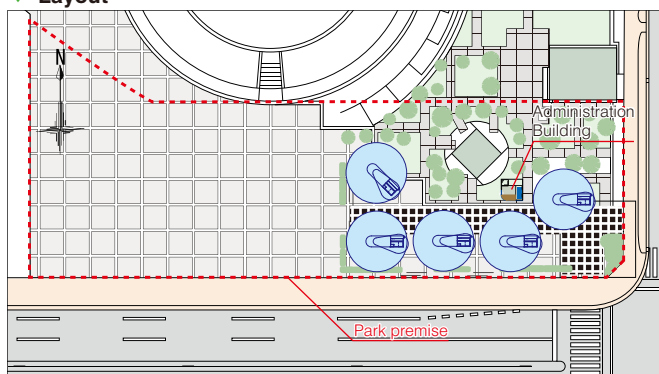 Layout
N
Administration
Building
Park premise